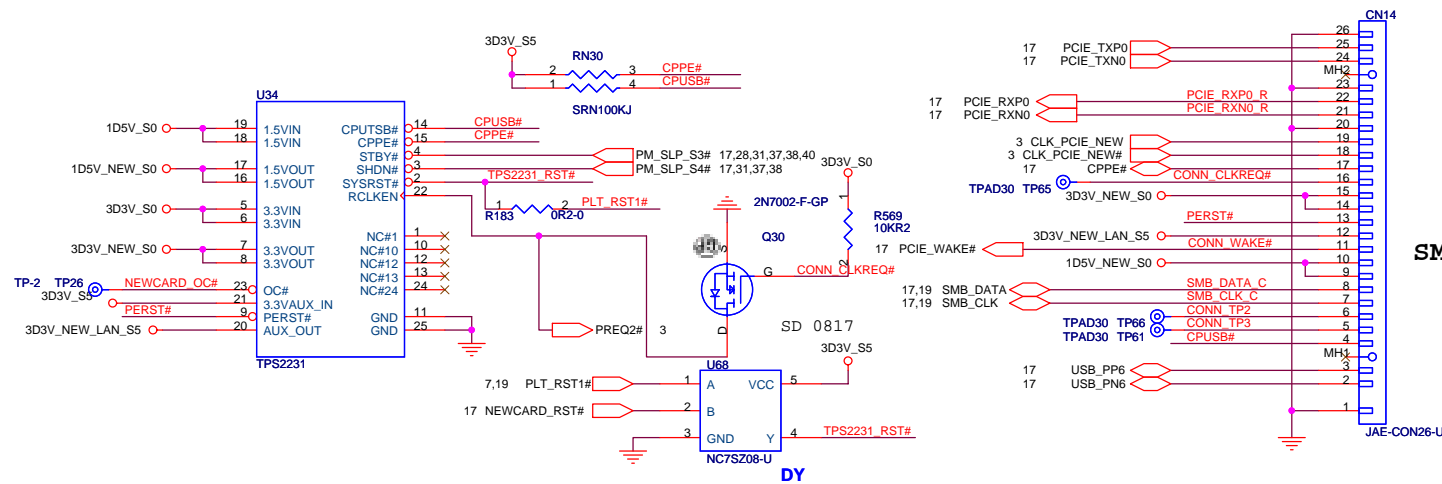 3D3V_S5
RN30
2 3 CPPE#
1 4 CPUSB#
SRN100KJ
U34
1D5V_S0 19 1.5VIN CPUTSB# 14 CPUSB#
18 1.5VIN CPPE# 15 CPPE#
STBY# 4 PM_SLP_S3# 17,28,31,37,38,40
1D5V_NEW_S0 17 1.5VOUT SHDN# 3 PM_SLP_S4# 17,31,37,38
16 1.5VOUT SYSRST# 2 TPS2231_RST#
RCLKEN 22
3D3V_S0 5 3.3VIN
6 3.3VIN
R183 1 2 0R2-0 PLT_RST1#
NC#1 1
3D3V_NEW_S0 7 3.3VOUT NC#10 10
8 3.3VOUT NC#12 12
NC#13 13
TP-2 TP26 NEWCARD_OC# 23 OC# NC#24 24
3D3V_S5 21 3.3VAUX_IN
PERST# 9 PERST# GND 11
3D3V_NEW_LAN_S5 20 AUX_OUT GND 25
TPS2231
PREQ2# 3
3D3V_S0
2N7002-F-GP
1
R569
10KR2
2
Q30
S
G CONN_CLKREQ#
D
SD 0817
3D3V_S5
U68
7,19 PLT_RST1# 1 A VCC 5
17 NEWCARD_RST# 2 B
3 GND Y 4 TPS2231_RST#
NC7SZ08-U
DY
CN14
26
17 PCIE_TXP0 25
17 PCIE_TXN0 24
MH2
23
17 PCIE_RXP0 PCIE_RXP0_R 22
17 PCIE_RXN0 PCIE_RXN0_R 21
20
3 CLK_PCIE_NEW 19
3 CLK_PCIE_NEW# 18
CPPE# 17
TPAD30 TP65 CONN_CLKREQ# 16
3D3V_NEW_S0 15
14
PERST# 13
3D3V_NEW_LAN_S5 12
17 PCIE_WAKE# CONN_WAKE# 11
1D5V_NEW_S0 10
9
17,19 SMB_DATA SMB_DATA_C 8
17,19 SMB_CLK SMB_CLK_C 7
TPAD30 TP66 CONN_TP2 6
TPAD30 TP61 CONN_TP3 5
CPUSB# 4
MH1
17 USB_PP6 3
17 USB_PN6 2
1
JAE-CON26-U
SM